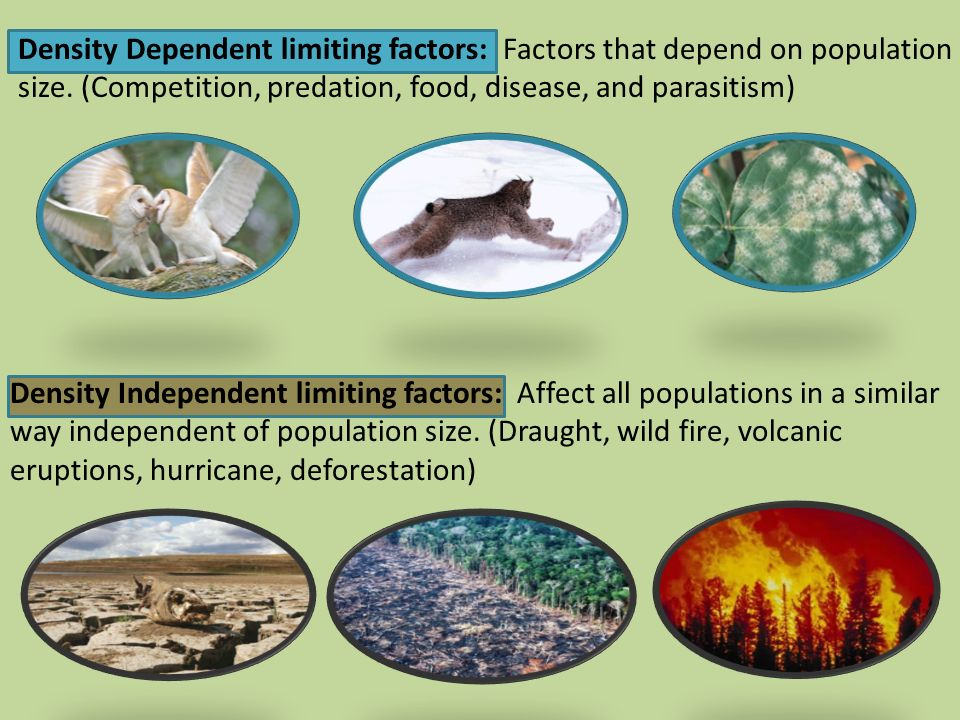 Density Dependent limiting factors: Factors that depend on population
size. (Competition, predation, food, disease, and parasitism)
Density Independent limiting factors: Affect all populations in a similar
way independent of population size. (Draught, wild fire, volcanic
eruptions, hurricane, deforestation)